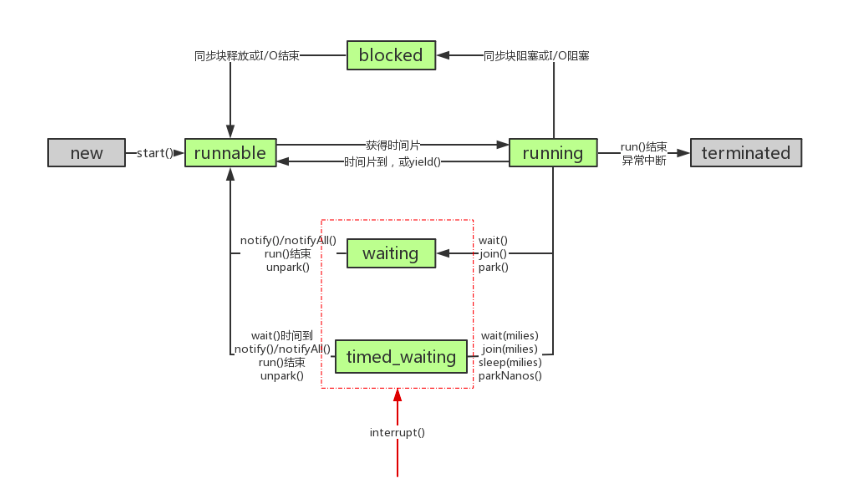 blocked
同步块释放或I/O结束
同步块阻塞或I/O阻塞
new
start()
runnable
获得时间片
时间片到，或yield()
running
run()结束
异常中断
terminated
notify()/notifyAll()
run()结束
unpark()
waiting
wait()
join()
park()
wait()时间到
notify()/notifyAll()
run()结束
unpark()
timed_waiting
wait(milies)
join(milies)
sleep(milies)
parkNanos()
interrupt()